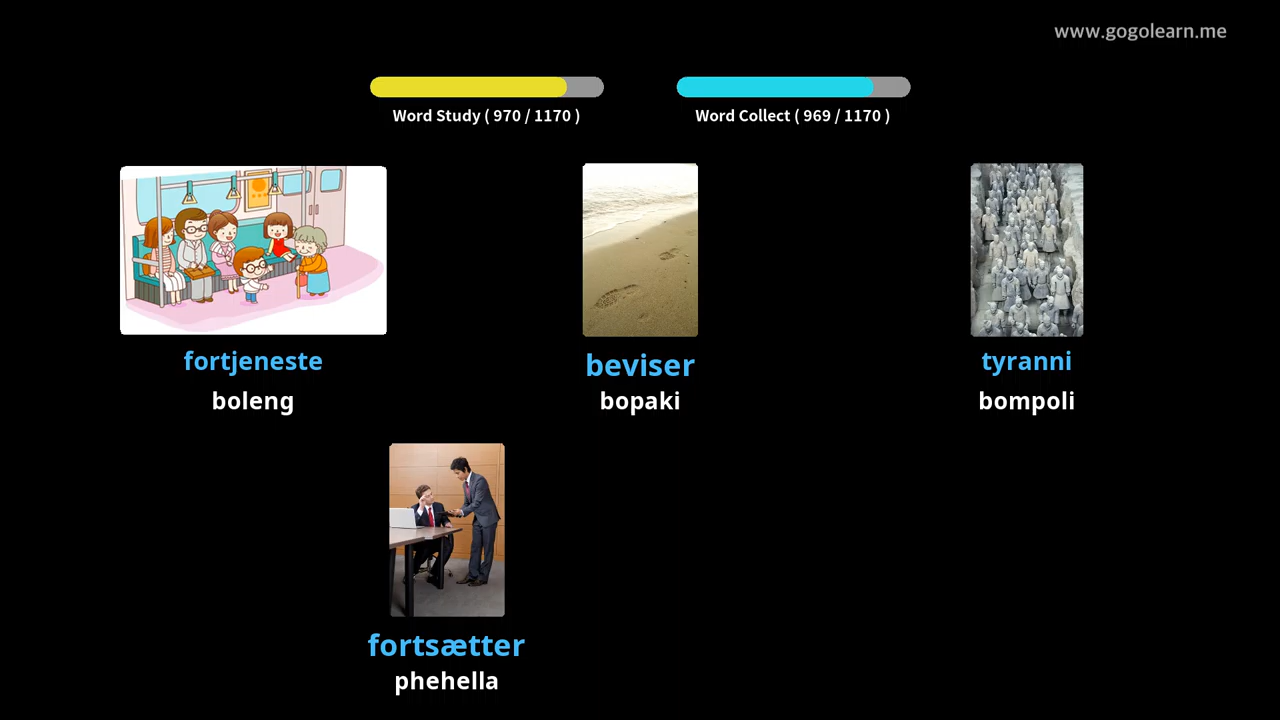 www.gogolearn.me
Word Study ( 970 / 1170 )
Word Collect ( 969 / 1170 )
fortjeneste
boleng
beviser
bopaki
tyranni
bompoli
fortsætter
phehella